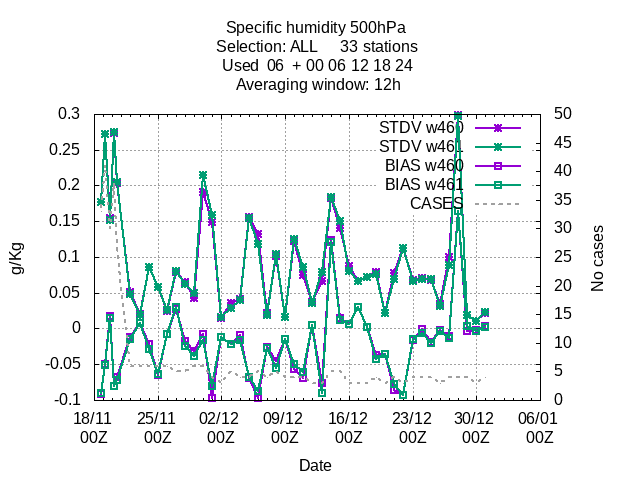 Specific humidity 500hPa
Selection: ALL 33 stations
Used 06 + 00 06 12 18 24
Averaging window: 12h
0.3
0.25
0.2
0.15
0.1
0.05
0
-0.05
-0.1
g/Kg
STDV w460
STDV w461
BIAS w460
BIAS w461
CASES
50
45
40
35
30
25
20
15
10
5
0
No cases
18/11 25/11 02/12 09/12 16/12 23/12 30/12 06/01
00Z 00Z 00Z 00Z 00Z 00Z 00Z 00Z
Date